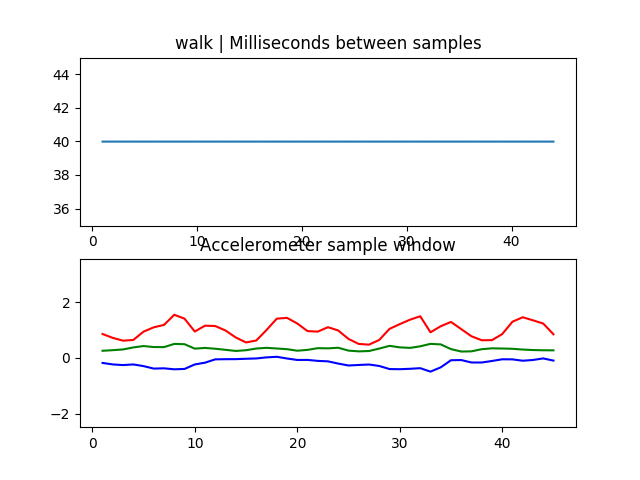 walk | Milliseconds between samples
44
42
40
38
36
0 10 20 30 40
Accelerometer sample window
2
0
−2
0 10 20 30 40